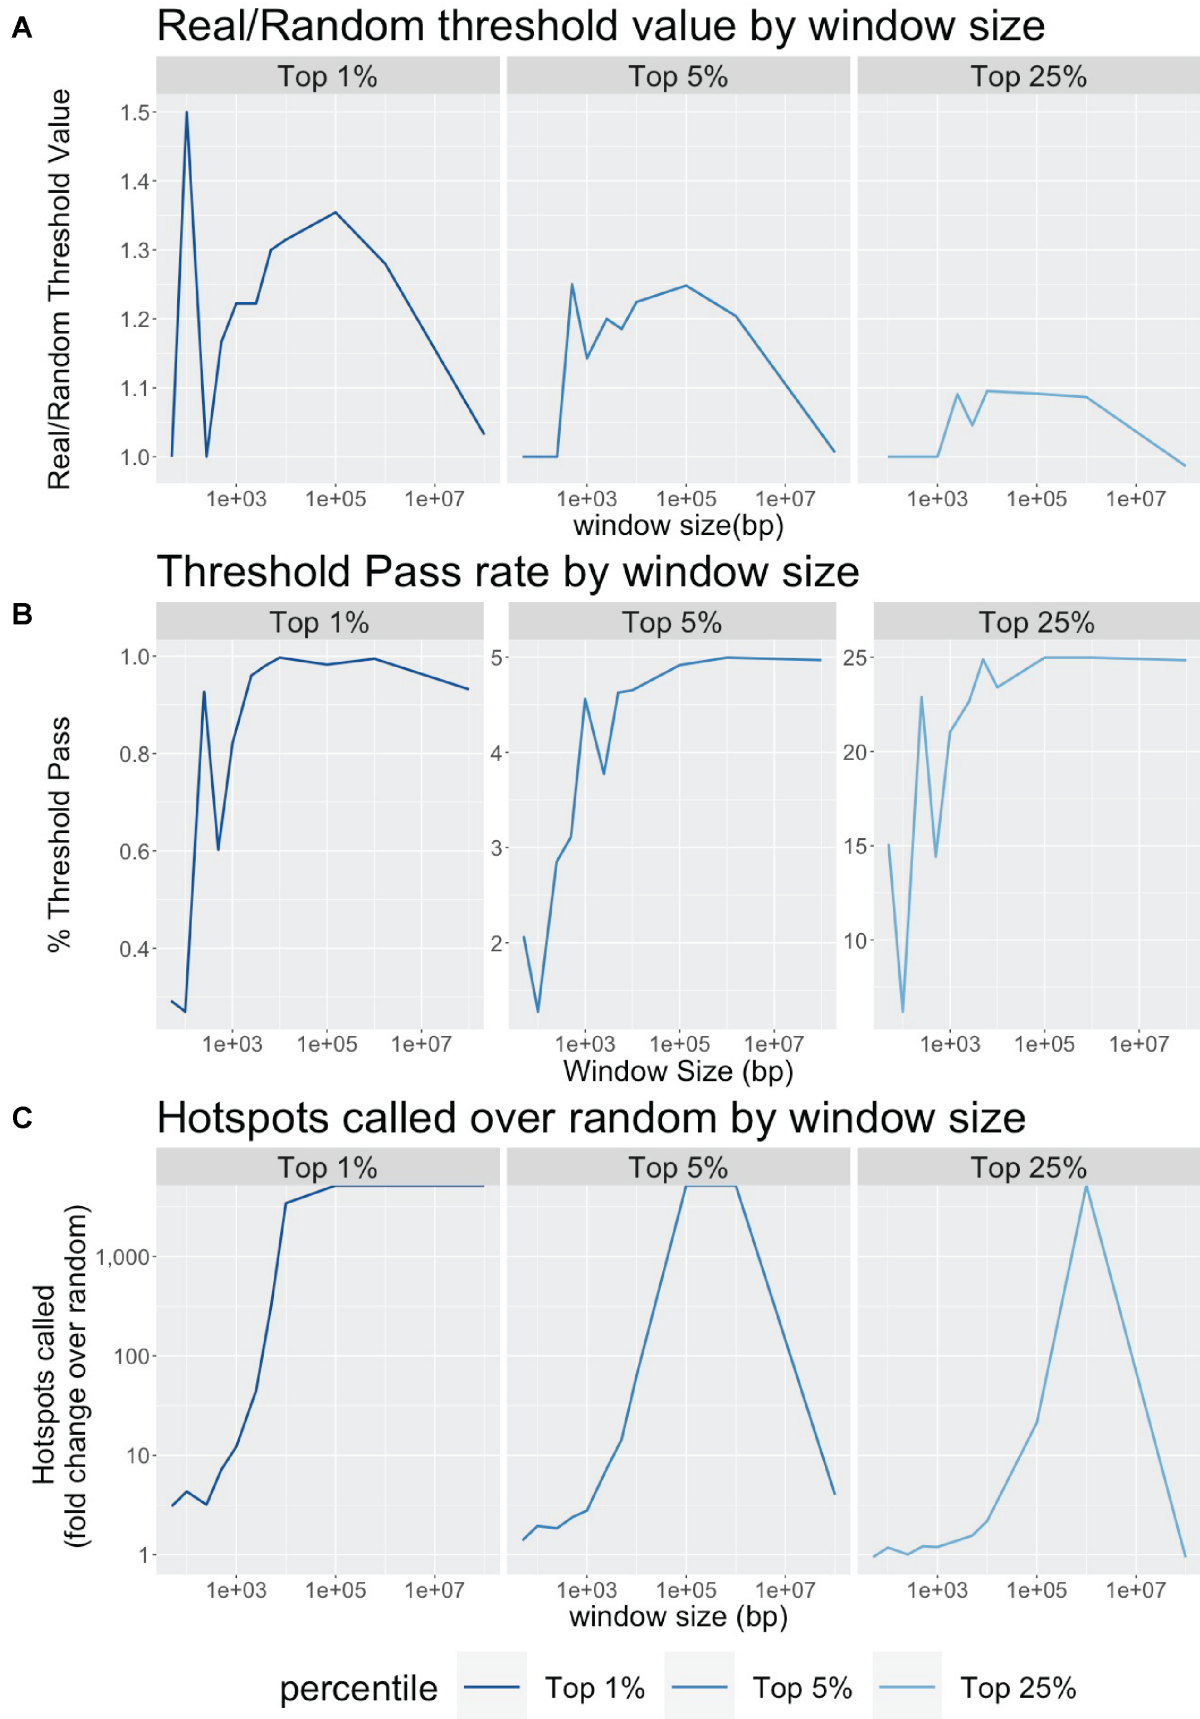 A
Real/Random threshold value by window size
Top 1% Top 5% Top 25%
Real/Random Threshold Value
1.5
1.4
1.3
1.2
1.1
1.0
1e+03 1e+05 1e+07 1e+03 1e+05 1e+07 1e+03 1e+05 1e+07
window size(bp)
B
Threshold Pass rate by window size
Top 1% Top 5% Top 25%
% Threshold Pass
1.0
0.8
0.6
0.4
5
4
3
2
25
20
15
10
1e+03 1e+05 1e+07 1e+03 1e+05 1e+07 1e+03 1e+05 1e+07
Window Size (bp)
C
Hotspots called over random by window size
Top 1% Top 5% Top 25%
Hotspots called
(fold change over random)
1,000
100
10
1
1e+03 1e+05 1e+07 1e+03 1e+05 1e+07 1e+03 1e+05 1e+07
window size (bp)
percentile Top 1% Top 5% Top 25%